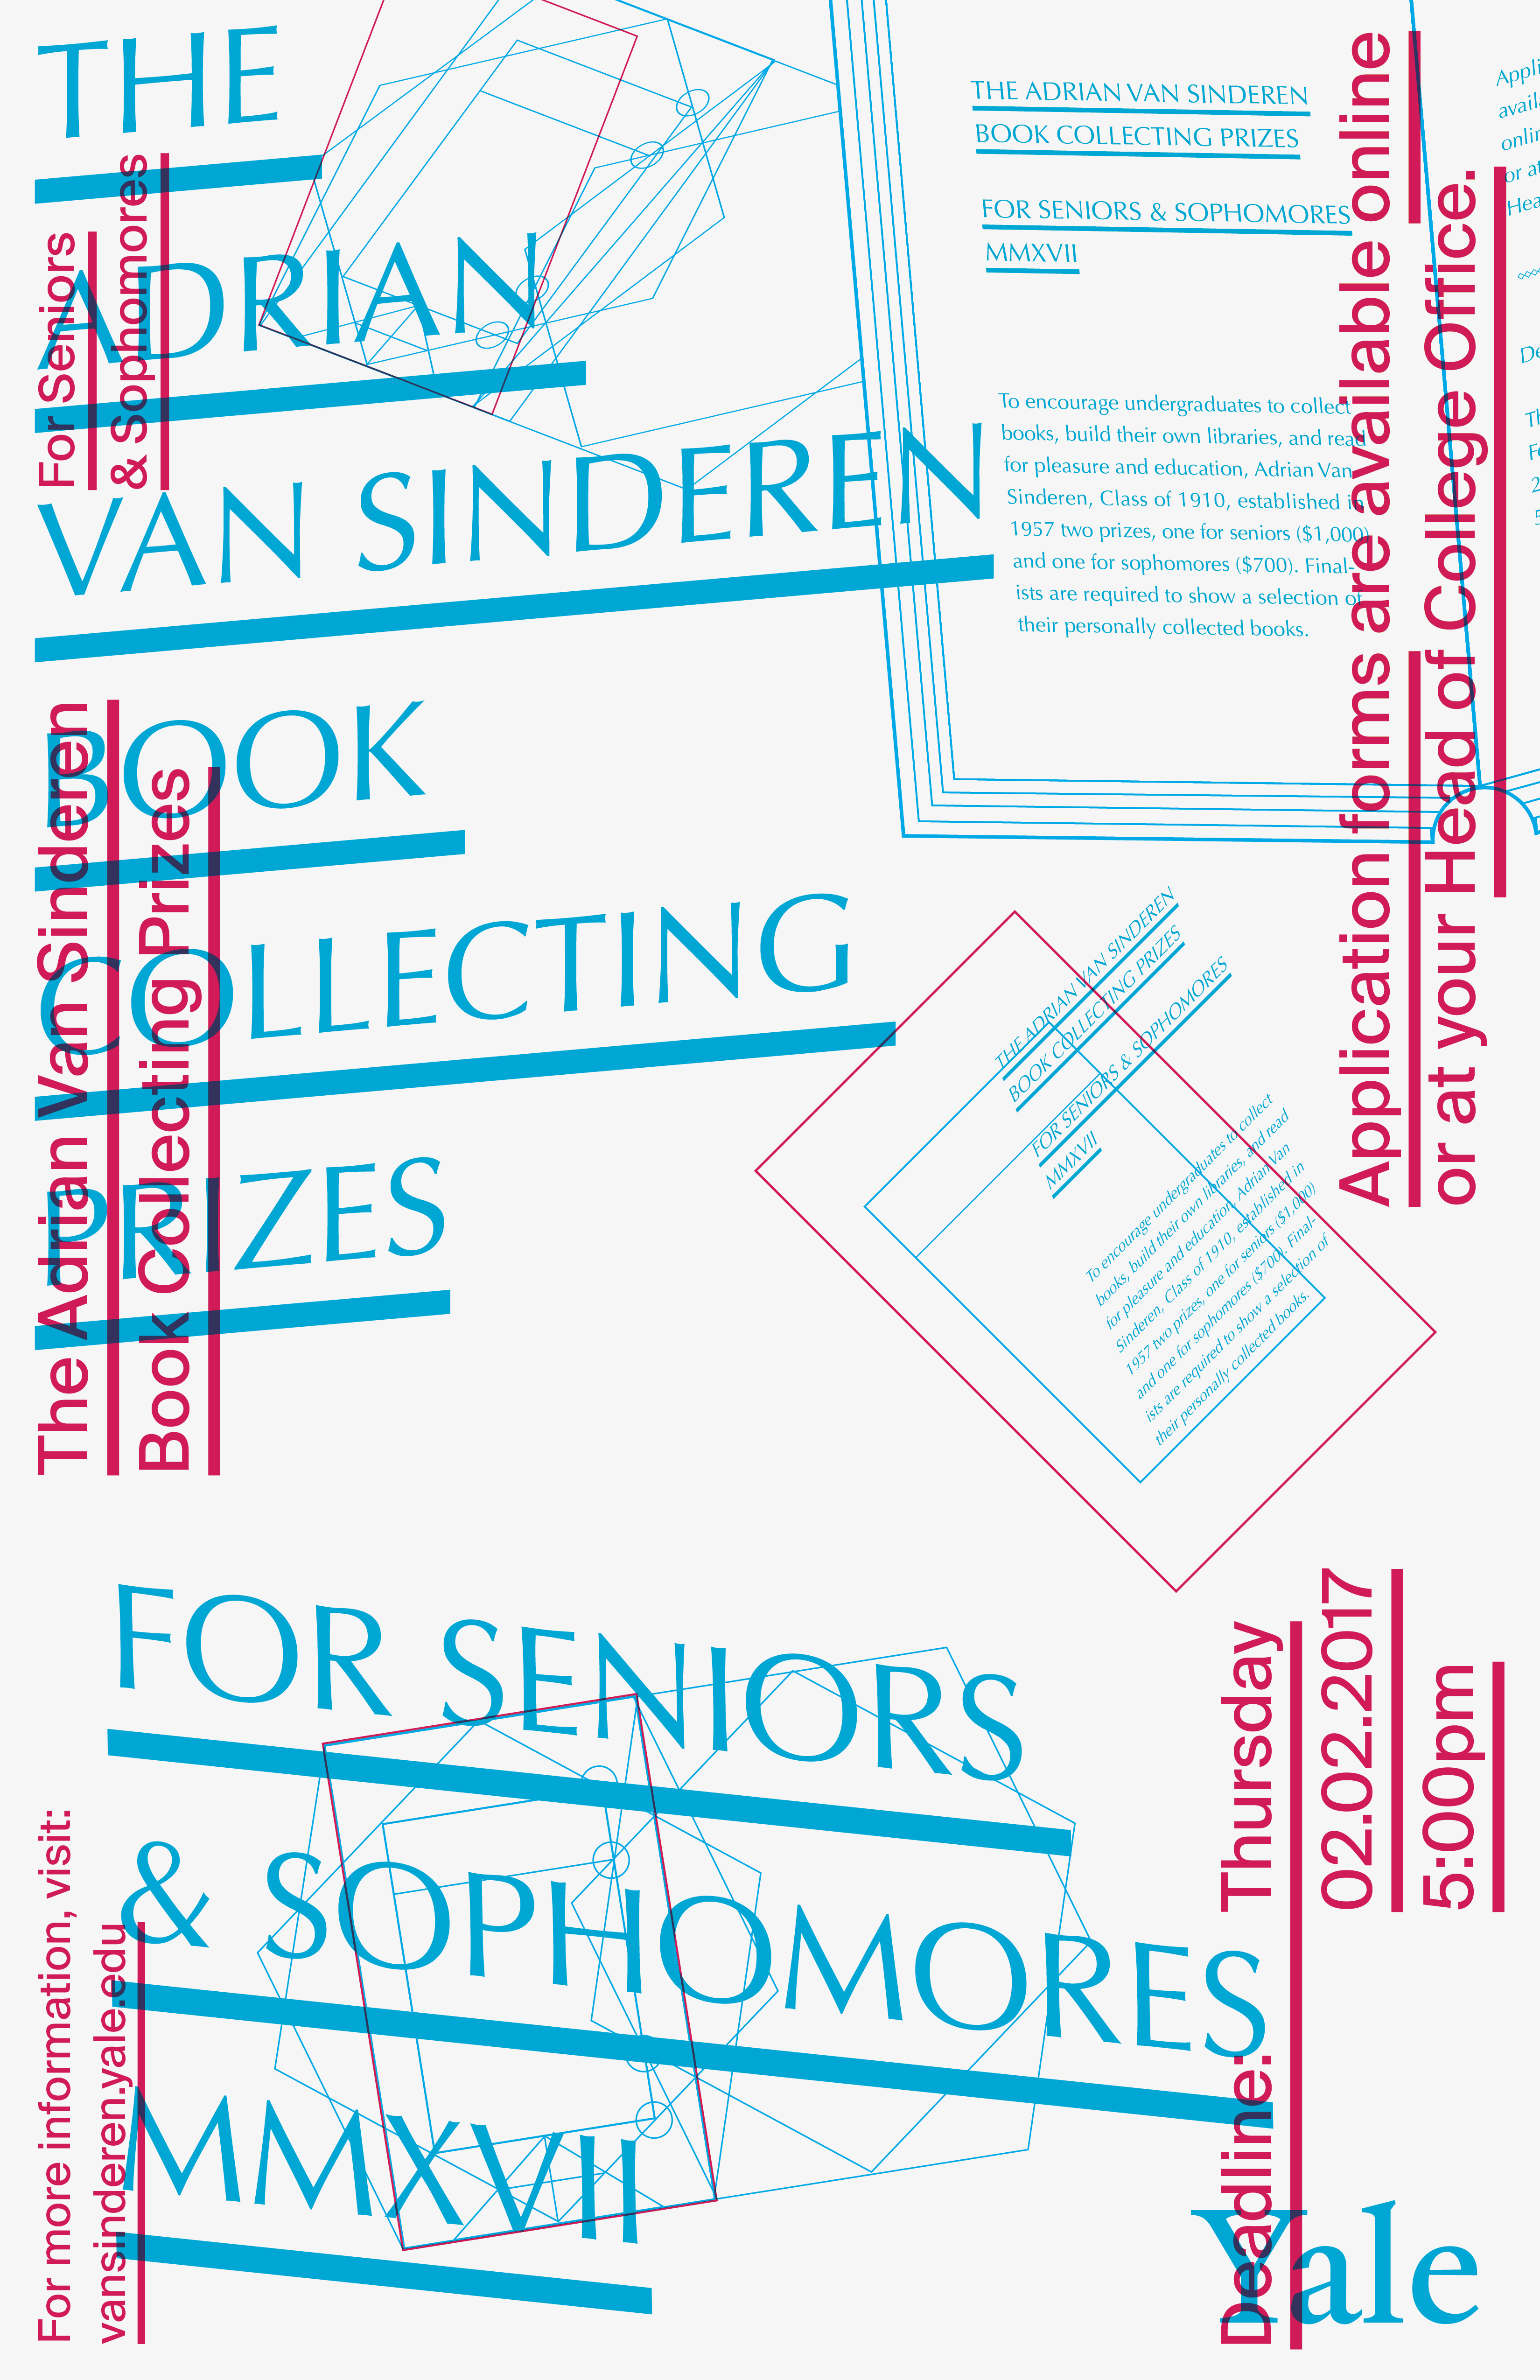 THE
ADRIAN
VAN SINDEREN
BOOK
COLLECTING
PRIZES
For Seniors
& Sophomores
The Adrian Van Sinderen
Book Collecting Prizes
THE ADRIAN VAN SINDEREN
BOOK COLLECTING PRIZES
FOR SENIORS & SOPHOMORES
MMXVII
To encourage undergraduates to collect
books, build their own libraries, and read
for pleasure and education, Adrian Van
Sinderen, Class of 1910, established in
1957 two prizes, one for seniors ($1,000)
and one for sophomores ($700). Final-
ists are required to show a selection of
their personally collected books.
Application forms are available online
or at your Head of College Office.
THE ADRIAN VAN SINDEREN
BOOK COLLECTING PRIZES
FOR SENIORS & SOPHOMORES
MMXVII
To encourage undergraduates to collect
books, build their own libraries, and read
for pleasure and education, Adrian Van
Sinderen, Class of 1910, established in
1957 two prizes, one for seniors ($1,000)
and one for sophomores ($700). Final-
ists are required to show a selection of
their personally collected books.
FOR SENIORS
& SOPHOMORES
MMXVII
For more information, visit:
vansinderen.yale.edu
Deadline: Thursday
02.02.2017
5:00pm
Yale